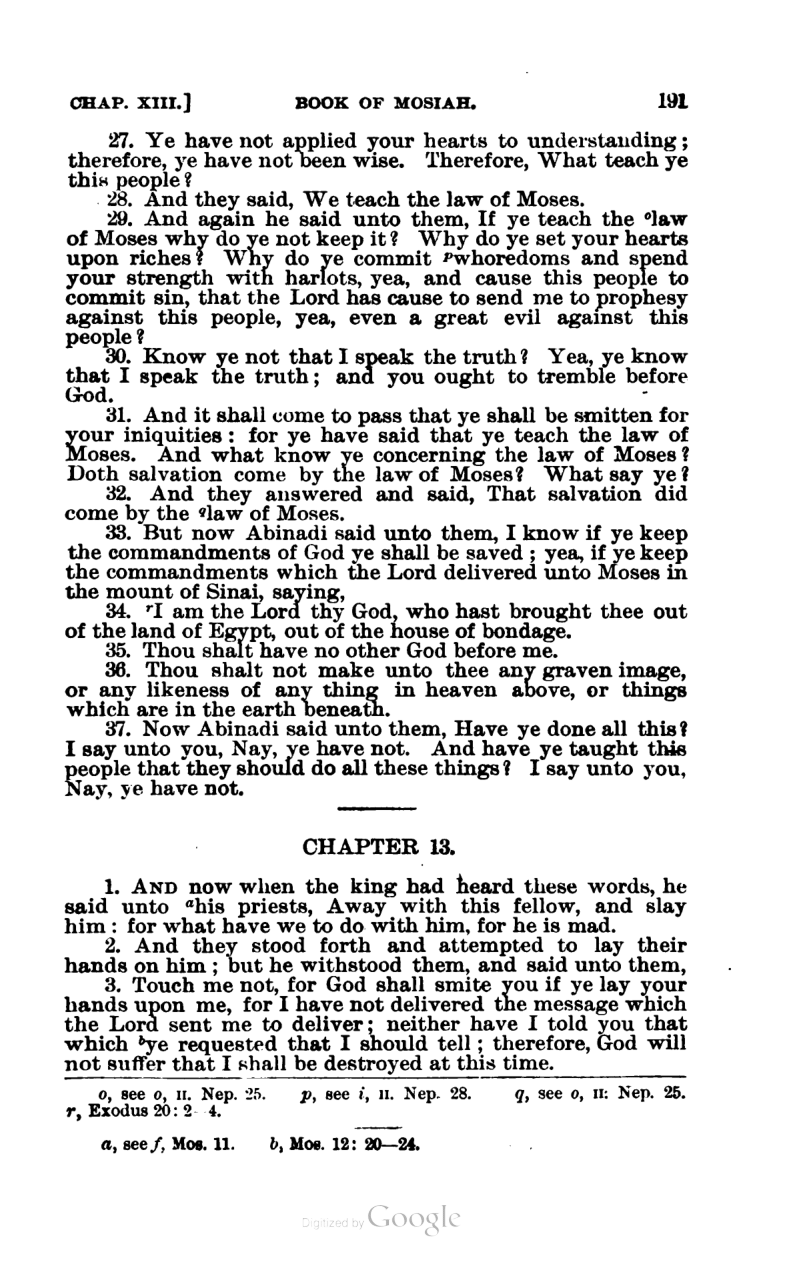 CHAP. XIII.] BOOK OF MOSIAH. 191
27. Ye have not applied your hearts to understanding;
therefore, ye have not been wise. Therefore, What teach ye
this people?
28. And they said, We teach the law of Moses.
29. And again he said unto them, If ye teach the °law
of Moses why do ye not keep it? Why do ye set your hearts
upon riches? Why do ye commit ᵖwhoredoms and spend
your strength with harlots, yea, and cause this people to
commit sin, that the Lord has cause to send me to prophesy
against this people, yea, even a great evil against this
people?
30. Know ye not that I speak the truth? Yea, ye know
that I speak the truth; and you ought to tremble before
God.
31. And it shall come to pass that ye shall be smitten for
your iniquities: for ye have said that ye teach the law of
Moses. And what know ye concerning the law of Moses?
Doth salvation come by the law of Moses? What say ye?
32. And they answered and said, That salvation did
come by the qlaw of Moses.
33. But now Abinadi said unto them, I know if ye keep
the commandments of God ye shall be saved; yea, if ye keep
the commandments which the Lord delivered unto Moses in
the mount of Sinai, saying,
34. ʳI am the Lord thy God, who hast brought thee out
of the land of Egypt, out of the house of bondage.
35. Thou shalt have no other God before me.
36. Thou shalt not make unto thee any graven image,
or any likeness of any thing in heaven above, or things
which are in the earth beneath.
37. Now Abinadi said unto them, Have ye done all this?
I say unto you, Nay, ye have not. And have ye taught this
people that they should do all these things? I say unto you,
Nay, ye have not.
CHAPTER 13.
1. AND now when the king had heard these words, he
said unto ᵃhis priests, Away with this fellow, and slay
him: for what have we to do with him, for he is mad.
2. And they stood forth and attempted to lay their
hands on him; but he withstood them, and said unto them,
3. Touch me not, for God shall smite you if ye lay your
hands upon me, for I have not delivered the message which
the Lord sent me to deliver; neither have I told you that
which ᵇye requested that I should tell; therefore, God will
not suffer that I shall be destroyed at this time.
o, see o, II. Nep. 25. p, see i, II. Nep. 28. q, see o, II: Nep. 25.
r, Exodus 20: 2-4.
a, see f, Mos. 11. b, Mos. 12: 20—24.
Digitized by Google